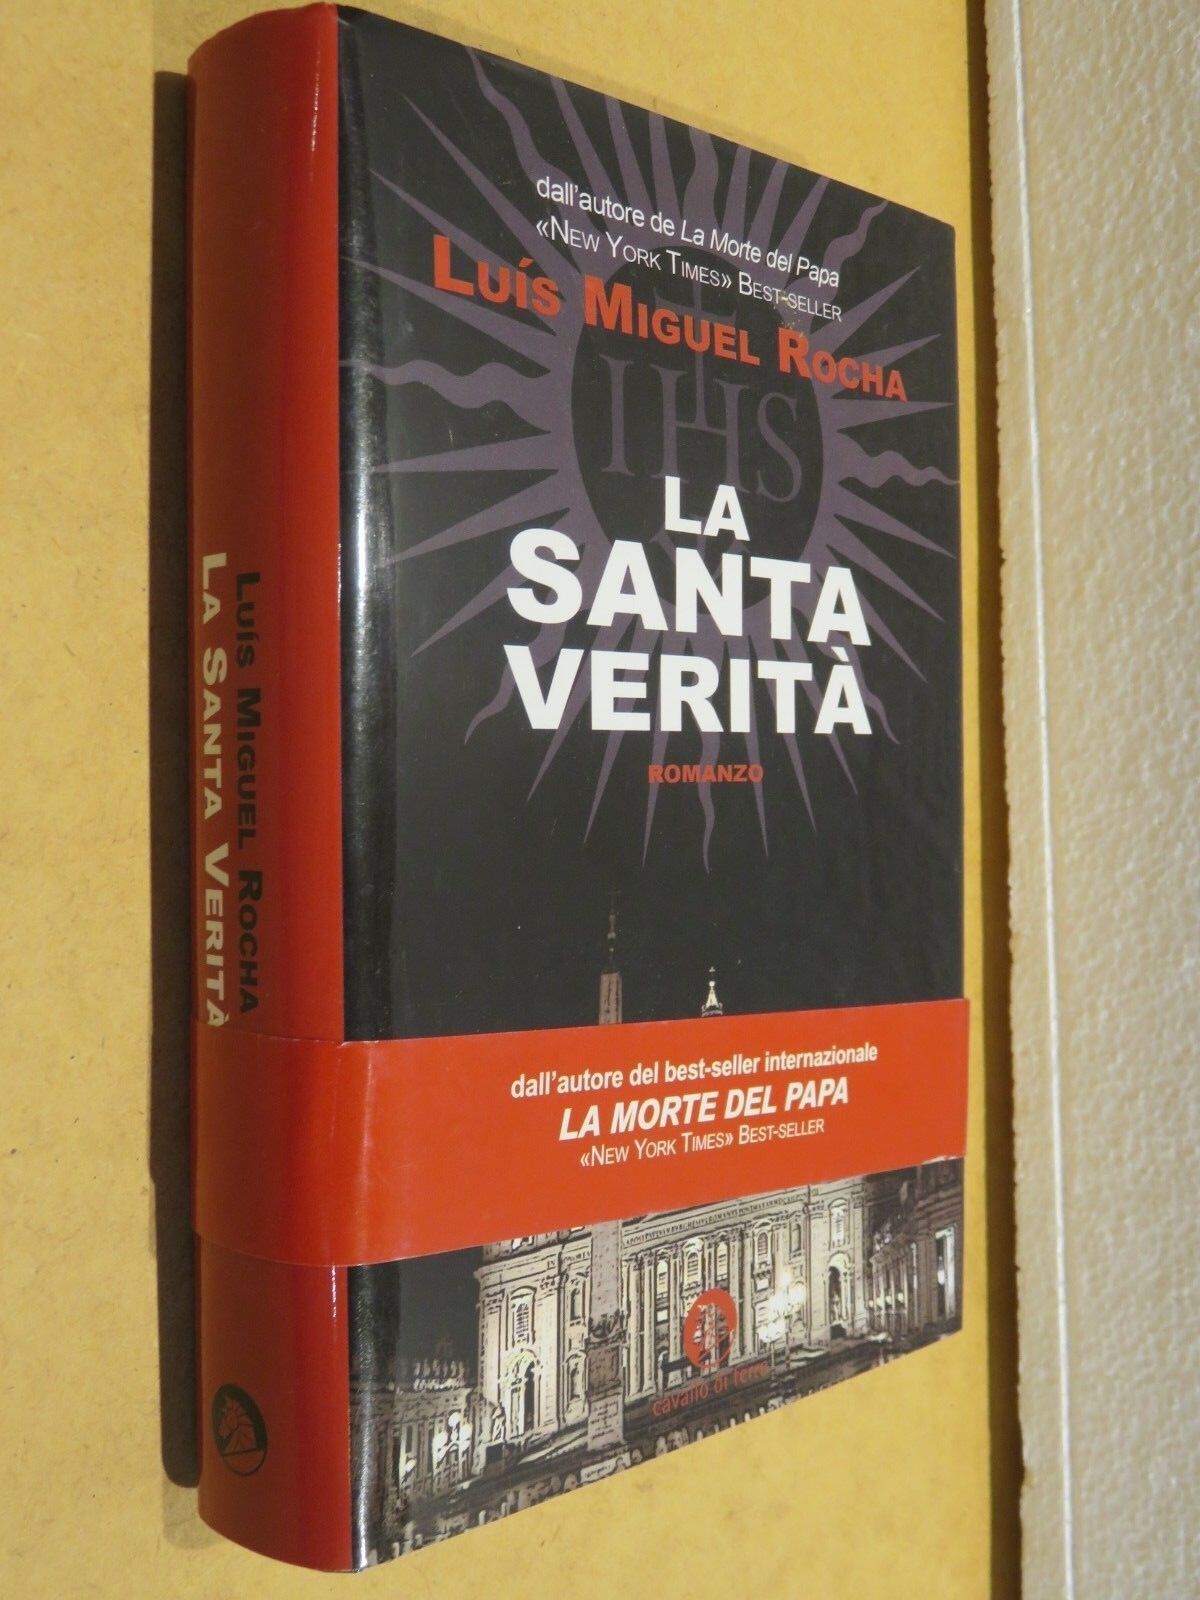 dall'autore de La Morte del Papa
«NEW YORK TIMES» BEST-SELLER
LUÍS MIGUEL ROCHA
IHS
LA
SANTA
VERITÀ
ROMANZO
dall'autore del best-seller internazionale
LA MORTE DEL PAPA
«NEW YORK TIMES» BEST-SELLER
cavallo di ferro
LUÍS MIGUEL ROCHA
LA SANTA VERITÀ